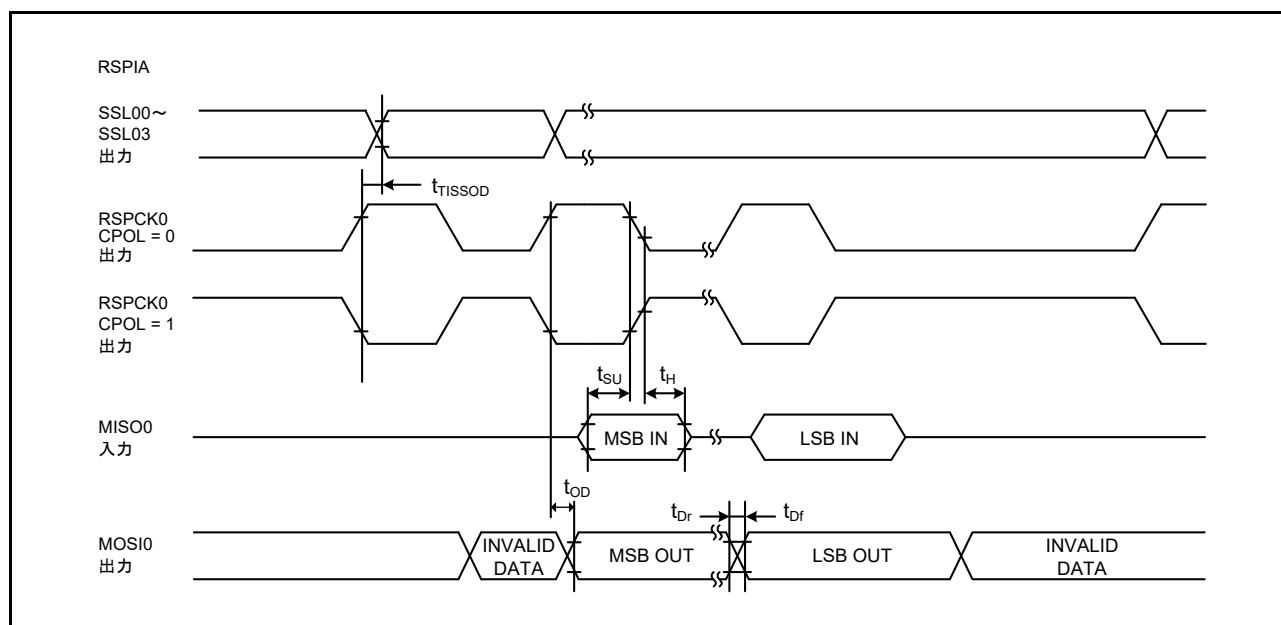 RSPIA
SSL00～
SSL03
出力
tTISSOD
RSPCK0
CPOL = 0
出力
RSPCK0
CPOL = 1
出力
tSU
tH
MISO0
入力
MSB IN
LSB IN
tOD
tDr
tDf
MOSI0
出力
INVALID
DATA
MSB OUT
LSB OUT
INVALID
DATA